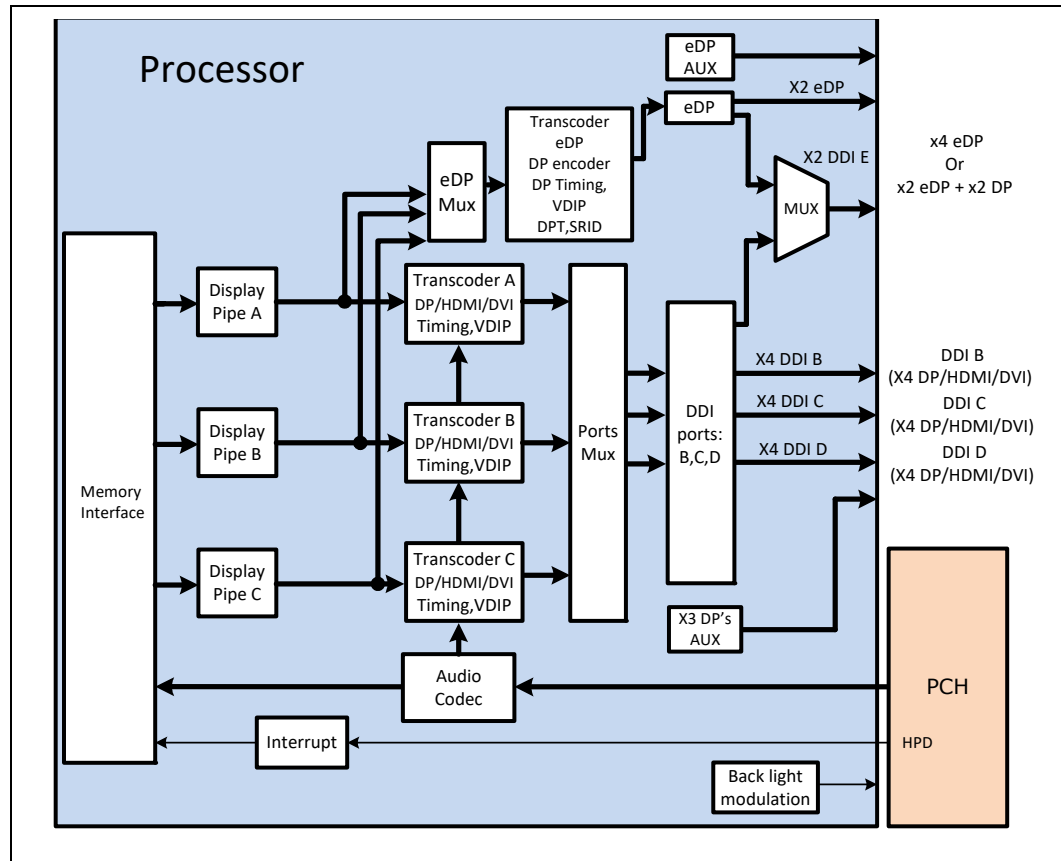 Processor
eDP
AUX
X2 eDP
eDP
Transcoder
eDP
DP encoder
DP Timing,
VDIP
DPT,SRID
eDP
Mux
X2 DDI E
MUX
x4 eDP
Or
x2 eDP + x2 DP
Memory
Interface
Display
Pipe A
Transcoder A
DP/HDMI/DVI
Timing,VDIP
Display
Pipe B
Transcoder B
DP/HDMI/DVI
Timing,VDIP
Display
Pipe C
Transcoder C
DP/HDMI/DVI
Timing,VDIP
Ports
Mux
DDI
ports:
B,C,D
X4 DDI B
X4 DDI C
X4 DDI D
DDI B
(X4 DP/HDMI/DVI)
DDI C
(X4 DP/HDMI/DVI)
DDI D
(X4 DP/HDMI/DVI)
X3 DP's
AUX
Audio
Codec
PCH
Interrupt
HPD
Back light
modulation